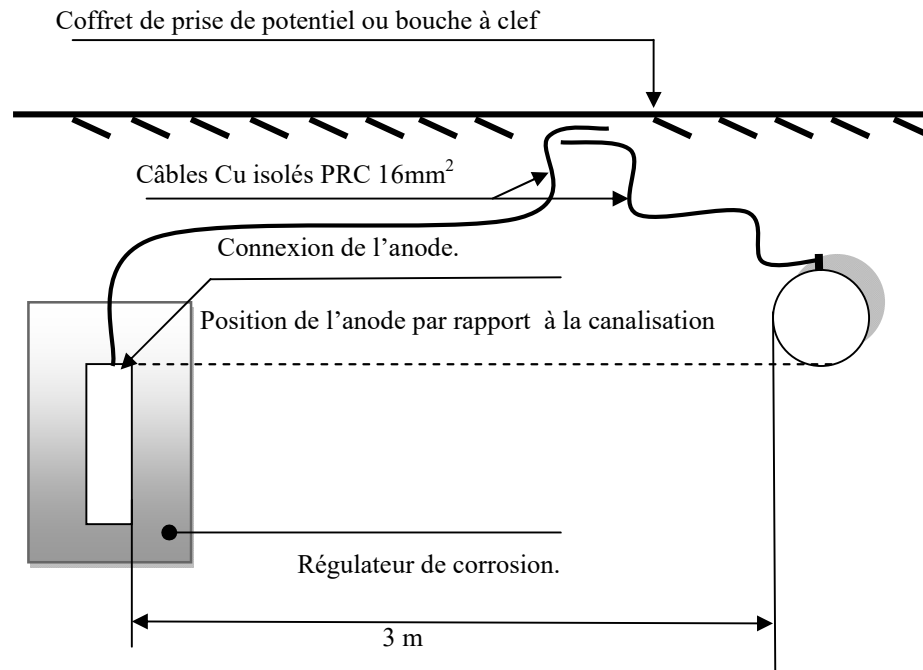 Coffret de prise de potentiel ou bouche à clef
Câbles Cu isolés PRC 16mm²
Connexion de l’anode.
Position de l’anode par rapport à la canalisation
Régulateur de corrosion.
3 m